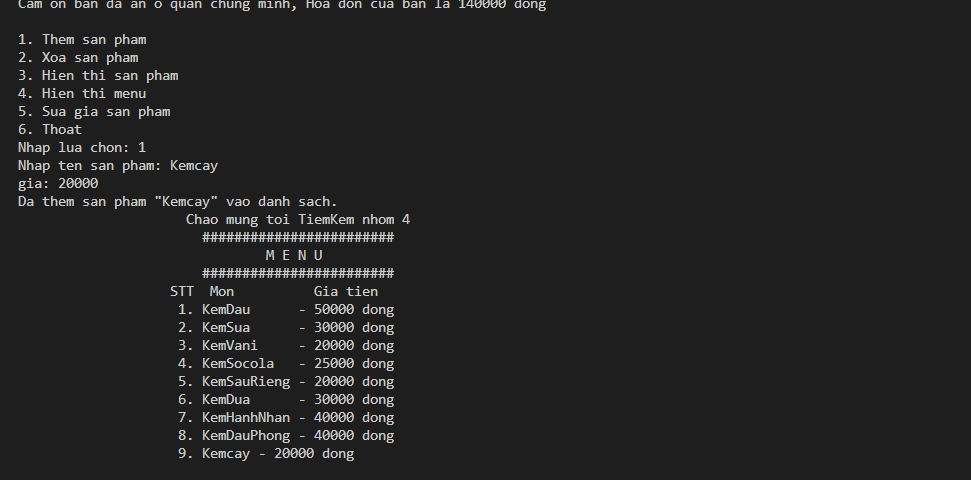 Cam on ban da an o quan chung minh, Hoa don cua ban la 140000 dong
1. Them san pham
2. Xoa san pham
3. Hien thi san pham
4. Hien thi menu
5. Sua gia san pham
6. Thoat
Nhap lua chon: 1
Nhap ten san pham: Kemcay
gia: 20000
Da them san pham "Kemcay" vao danh sach.
Chao mung toi TiemKem nhom 4
########################
M E N U
########################
STT  Mon          Gia tien
1. KemDau      - 50000 dong
2. KemSua      - 30000 dong
3. KemVani     - 20000 dong
4. KemSocola   - 25000 dong
5. KemSauRieng - 20000 dong
6. KemDua      - 30000 dong
7. KemHanhNhan - 40000 dong
8. KemDauPhong - 40000 dong
9. Kemcay - 20000 dong